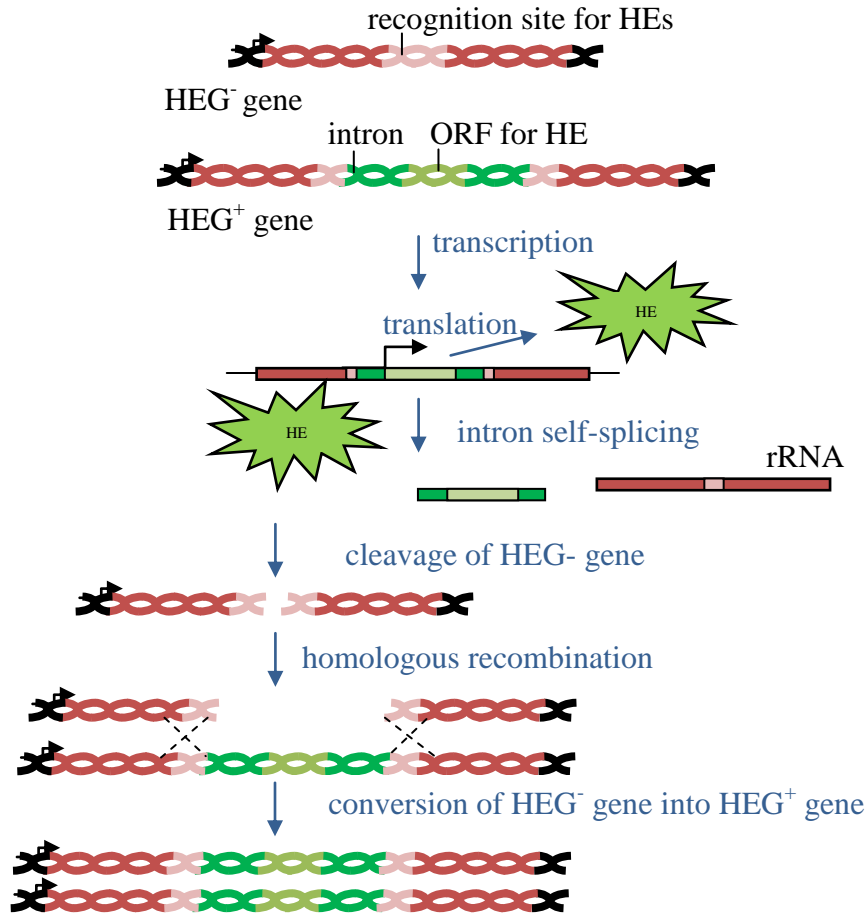 recognition site for HEs
HEG⁻ gene
intron
ORF for HE
HEG⁺ gene
transcription
translation
HE
HE
intron self-splicing
rRNA
cleavage of HEG- gene
homologous recombination
conversion of HEG⁻ gene into HEG⁺ gene